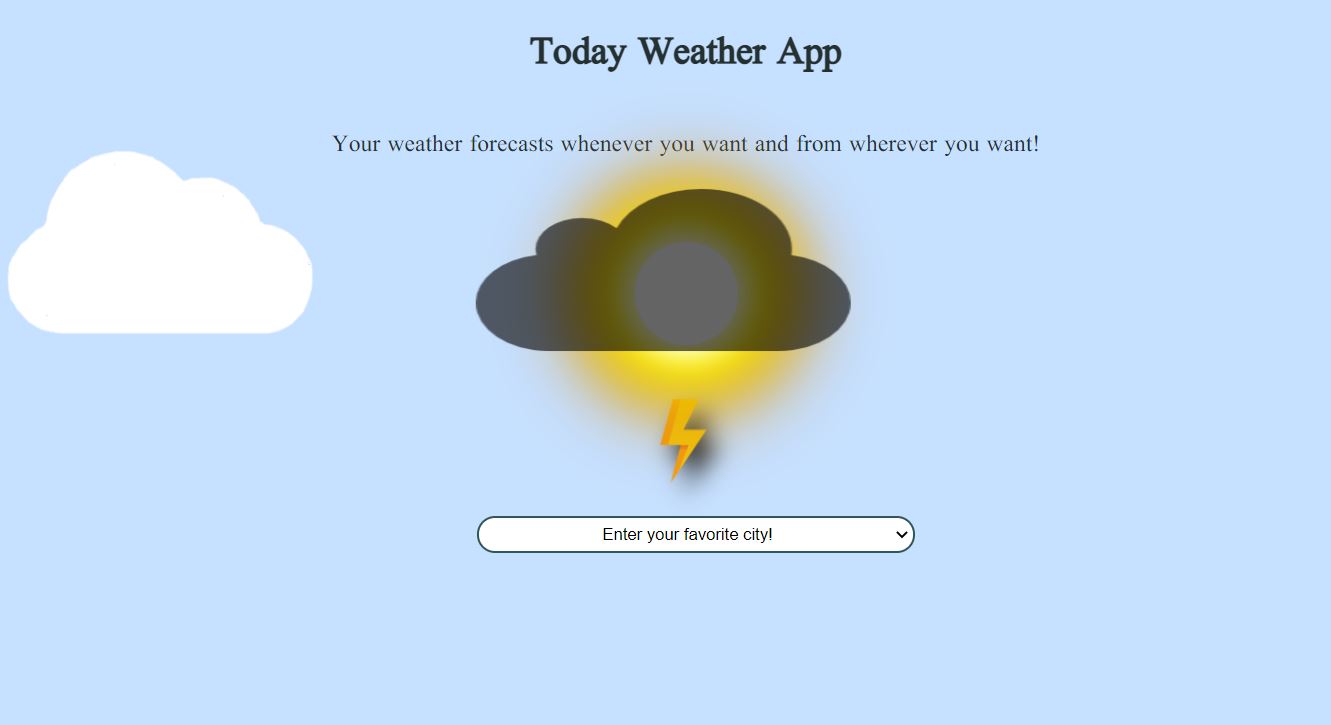 Today Weather App
Your weather forecasts whenever you want and from wherever you want!
Enter your favorite city!